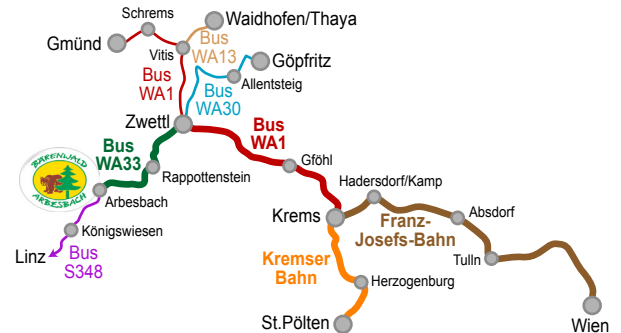 Schrems
Waidhofen/Thaya
Gmünd
Vitis
Bus
WA13
Göpfritz
Bus
WA1
Allentsteig
Bus
WA30
Zwettl
Bus
WA1
Bus
WA33
BÄRENWALD
ARBESBACH
Gföhl
Rappottenstein
Hadersdorf/Kamp
Arbesbach
Krems
Franz-
Josefs-Bahn
Absdorf
Königswiesen
Linz
Bus
S348
Kremser
Bahn
Tulln
Herzogenburg
St.Pölten
Wien